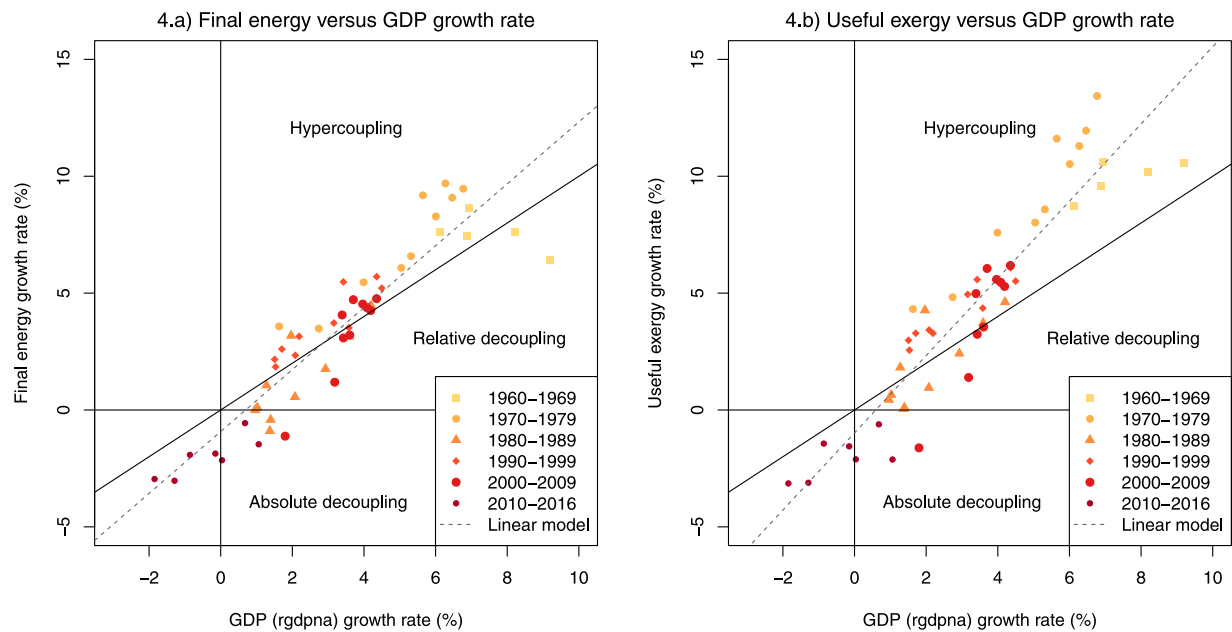 4.a) Final energy versus GDP growth rate
15
10
5
0
−5
Final energy growth rate (%)
Hypercoupling
Relative decoupling
Absolute decoupling
1960−1969
1970−1979
1980−1989
1990−1999
2000−2009
2010−2016
Linear model
−2 0 2 4 6 8 10
GDP (rgdpna) growth rate (%)
4.b) Useful exergy versus GDP growth rate
15
10
5
0
−5
Useful exergy growth rate (%)
Hypercoupling
Relative decoupling
Absolute decoupling
1960−1969
1970−1979
1980−1989
1990−1999
2000−2009
2010−2016
Linear model
−2 0 2 4 6 8 10
GDP (rgdpna) growth rate (%)